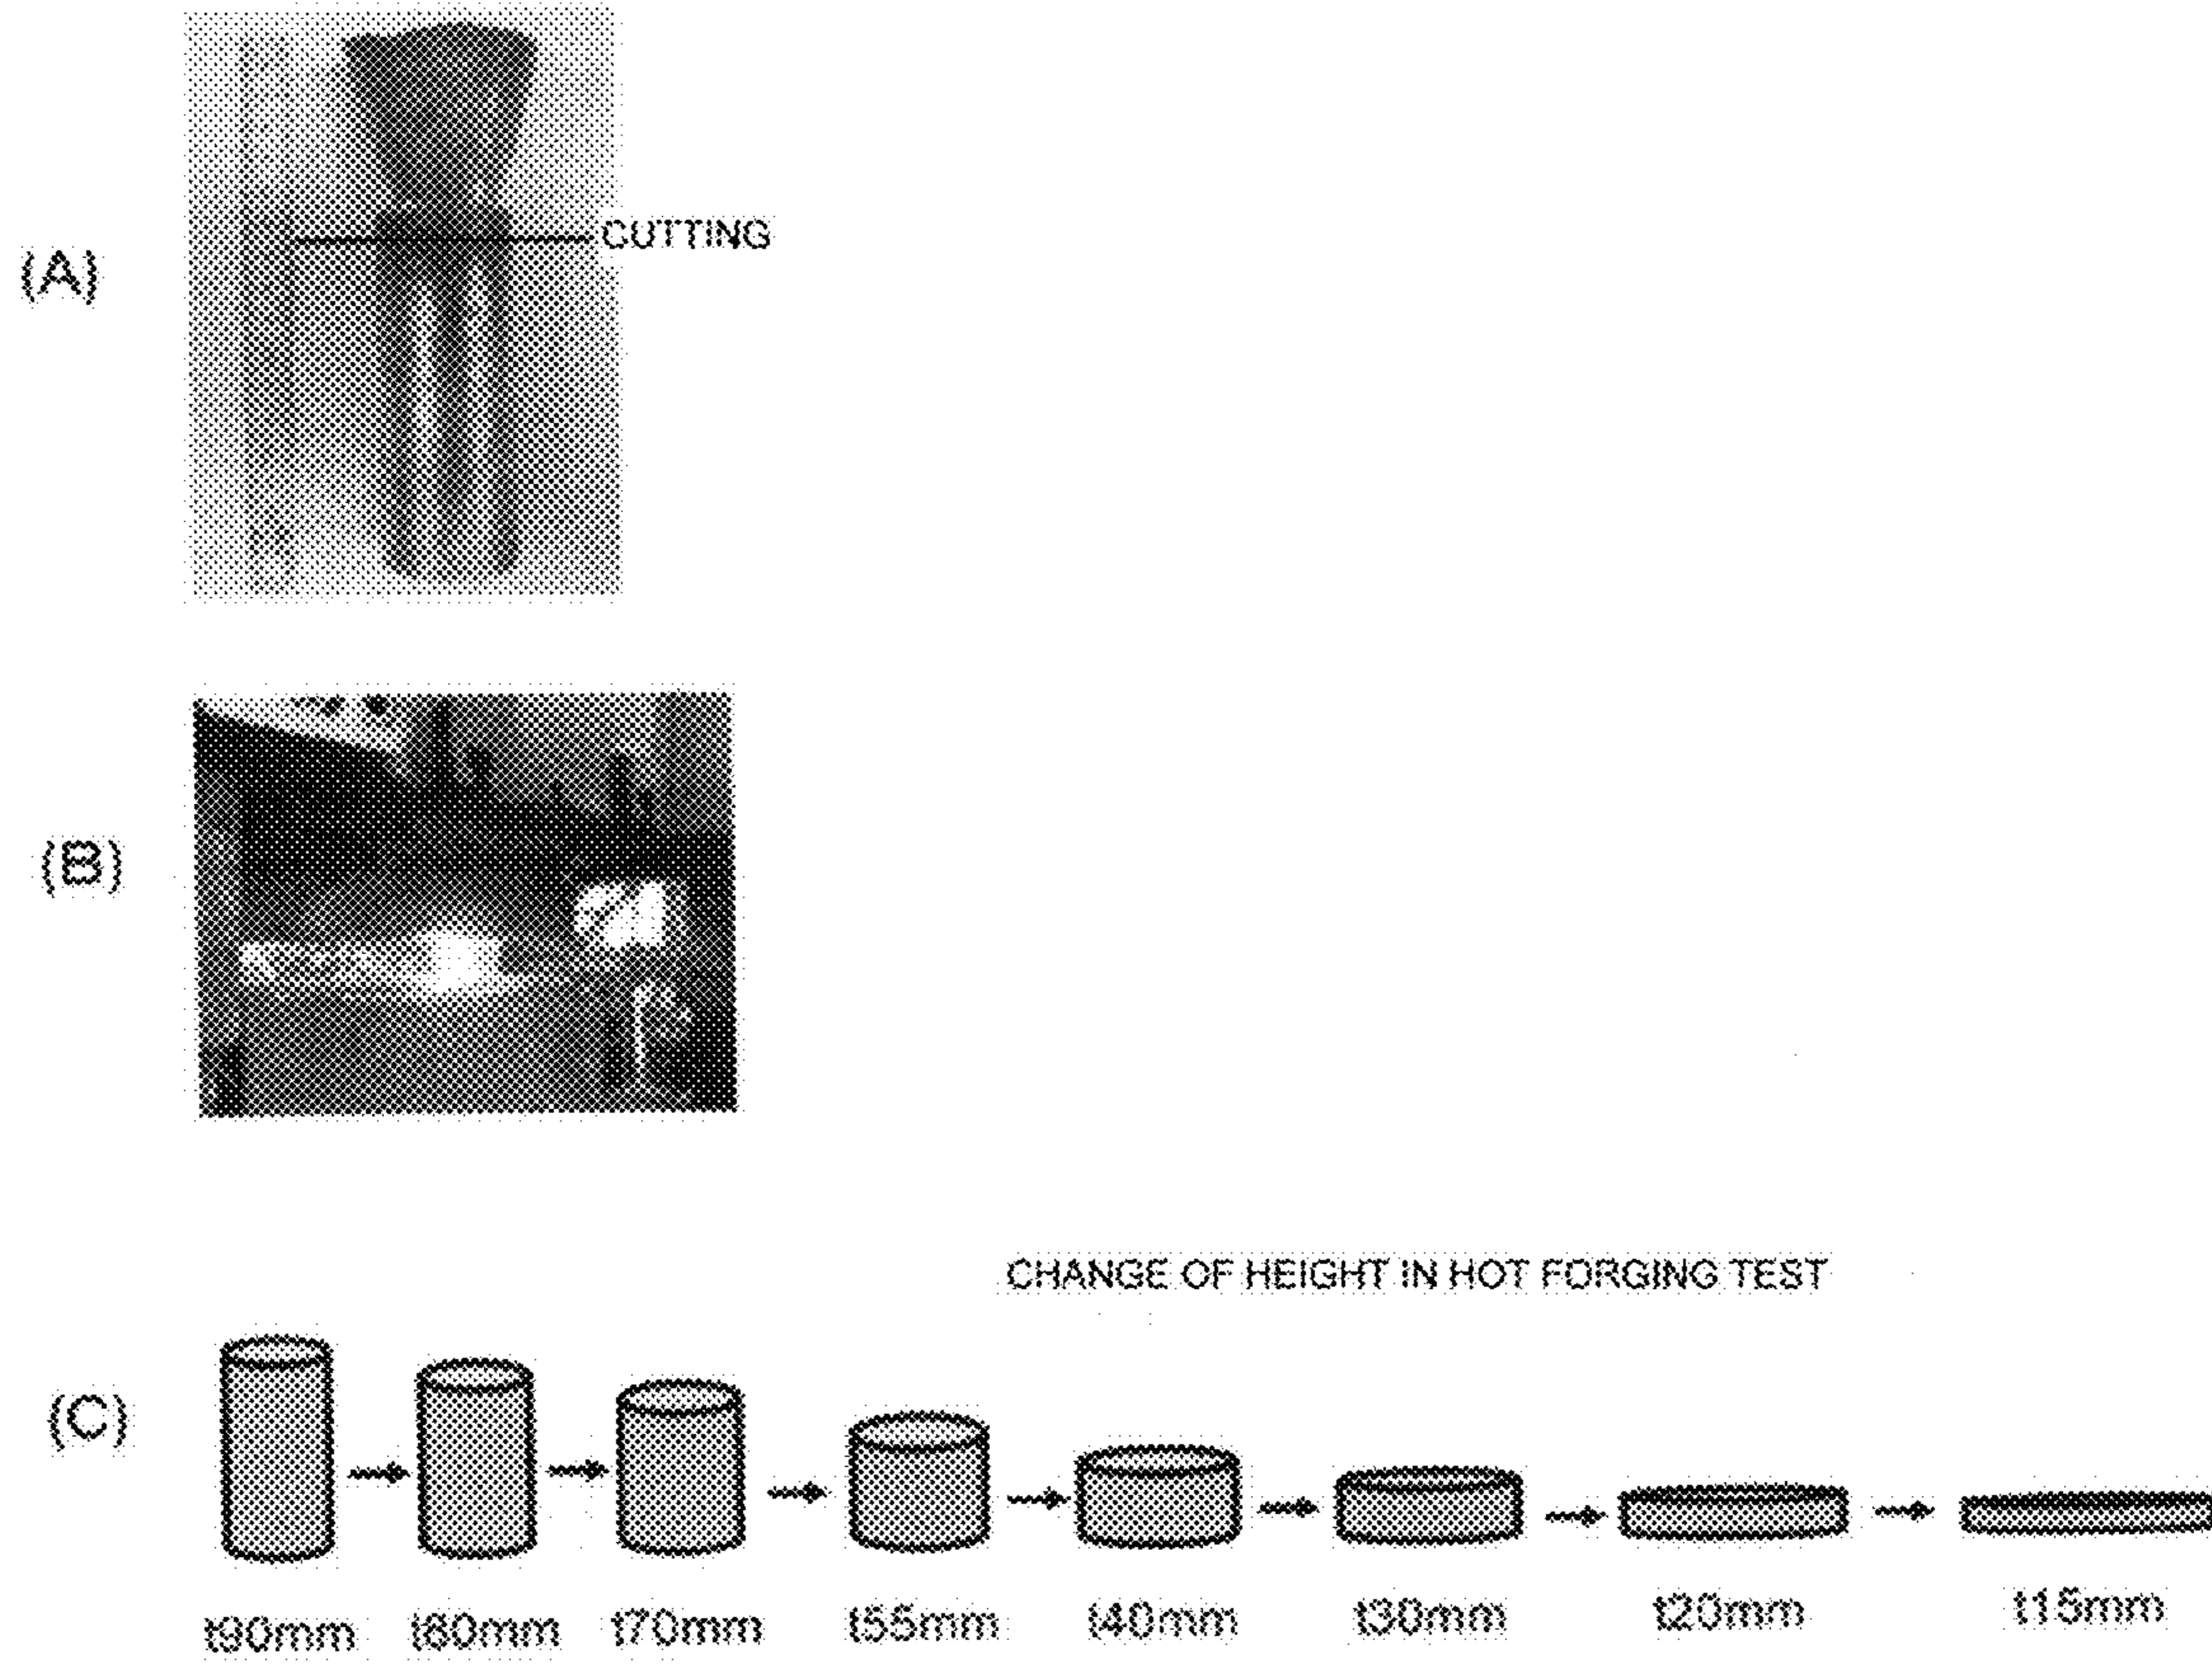 (A)
CUTTING
(B)
CHANGE OF HEIGHT IN HOT FORGING TEST
(C)
t90mm t80mm t70mm t55mm t40mm t30mm t20mm t15mm